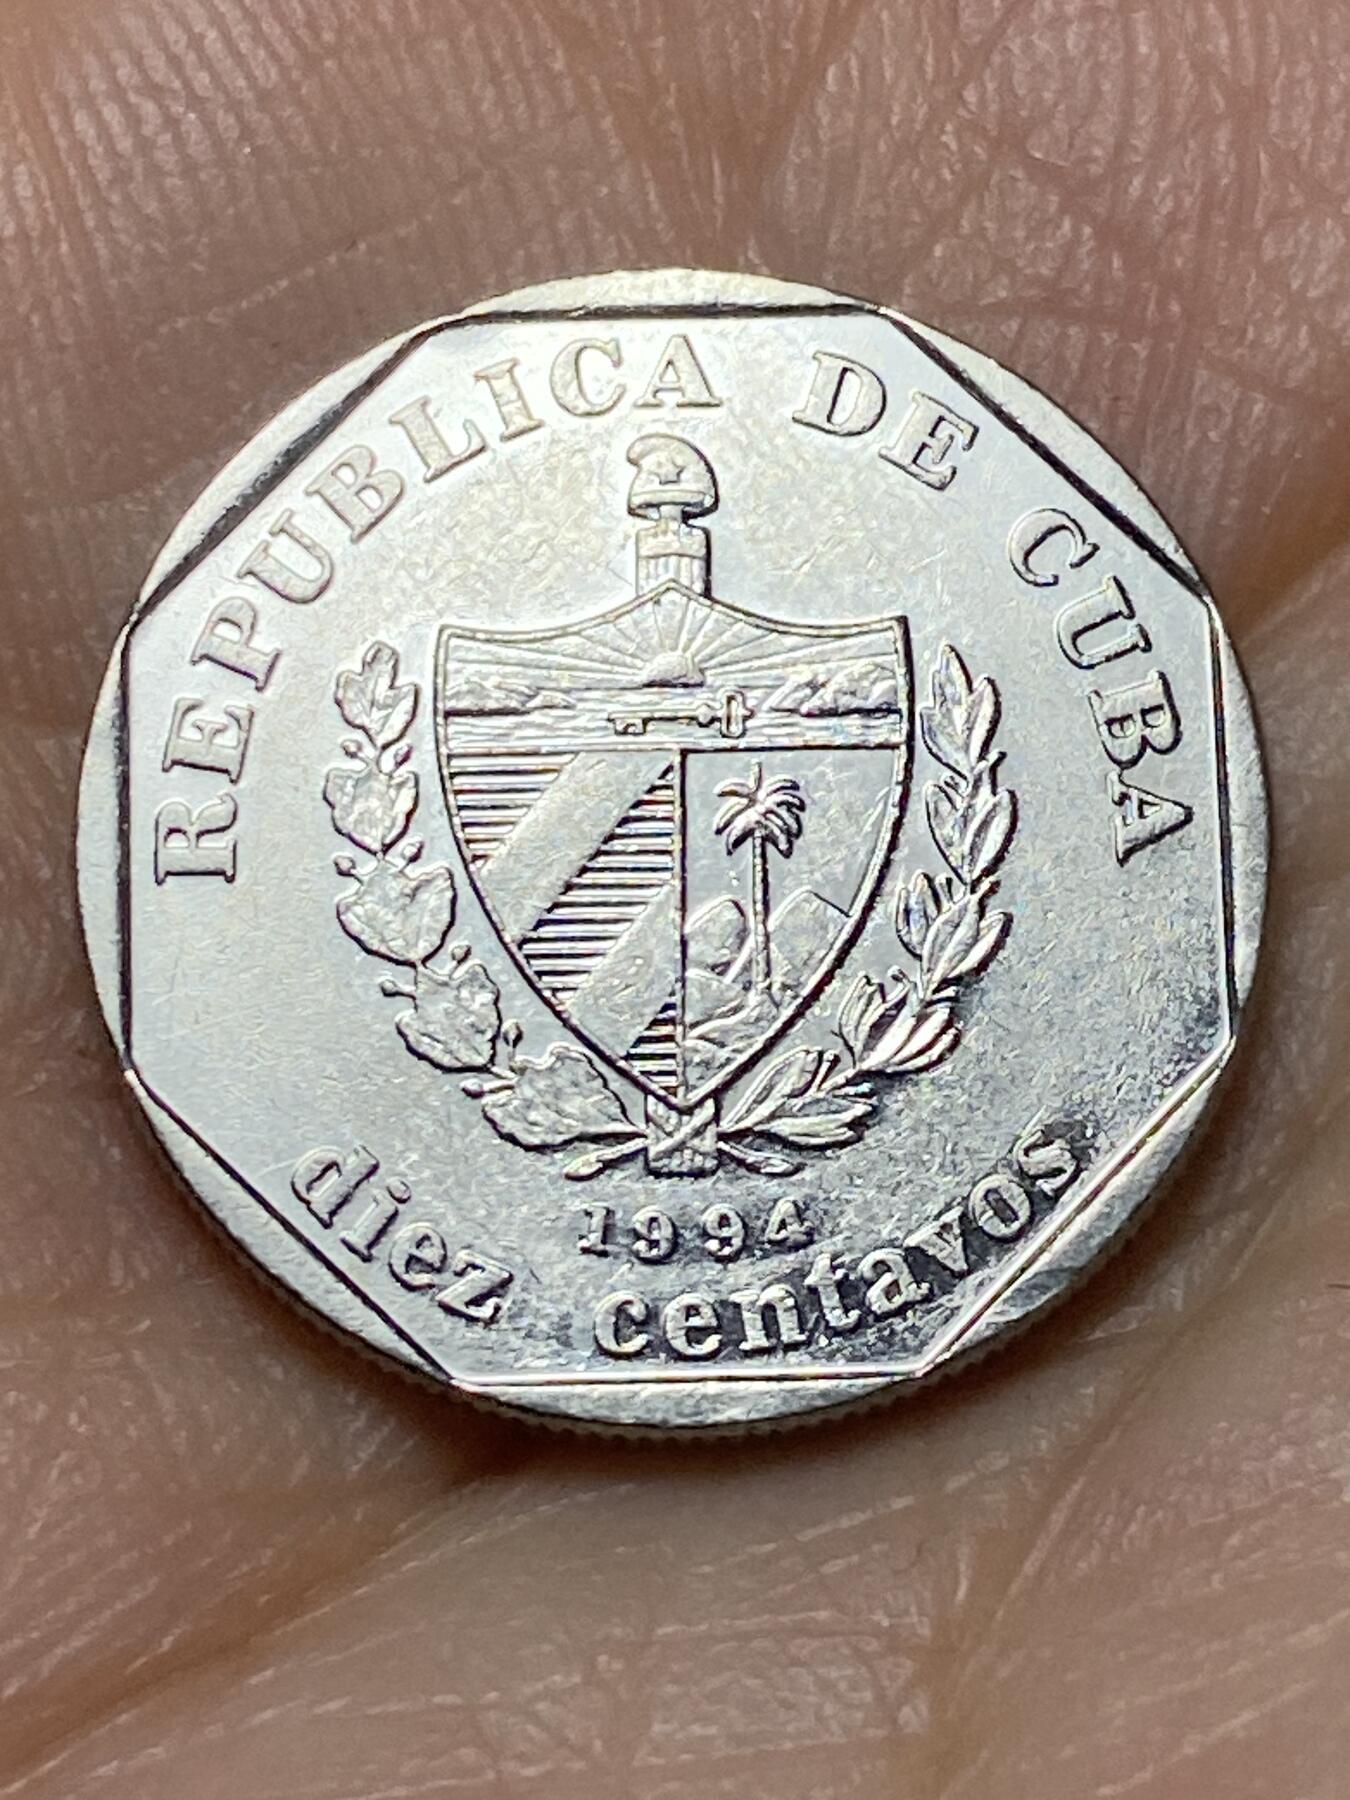 REPUBLICA DE CUBA
1994
diez centavos